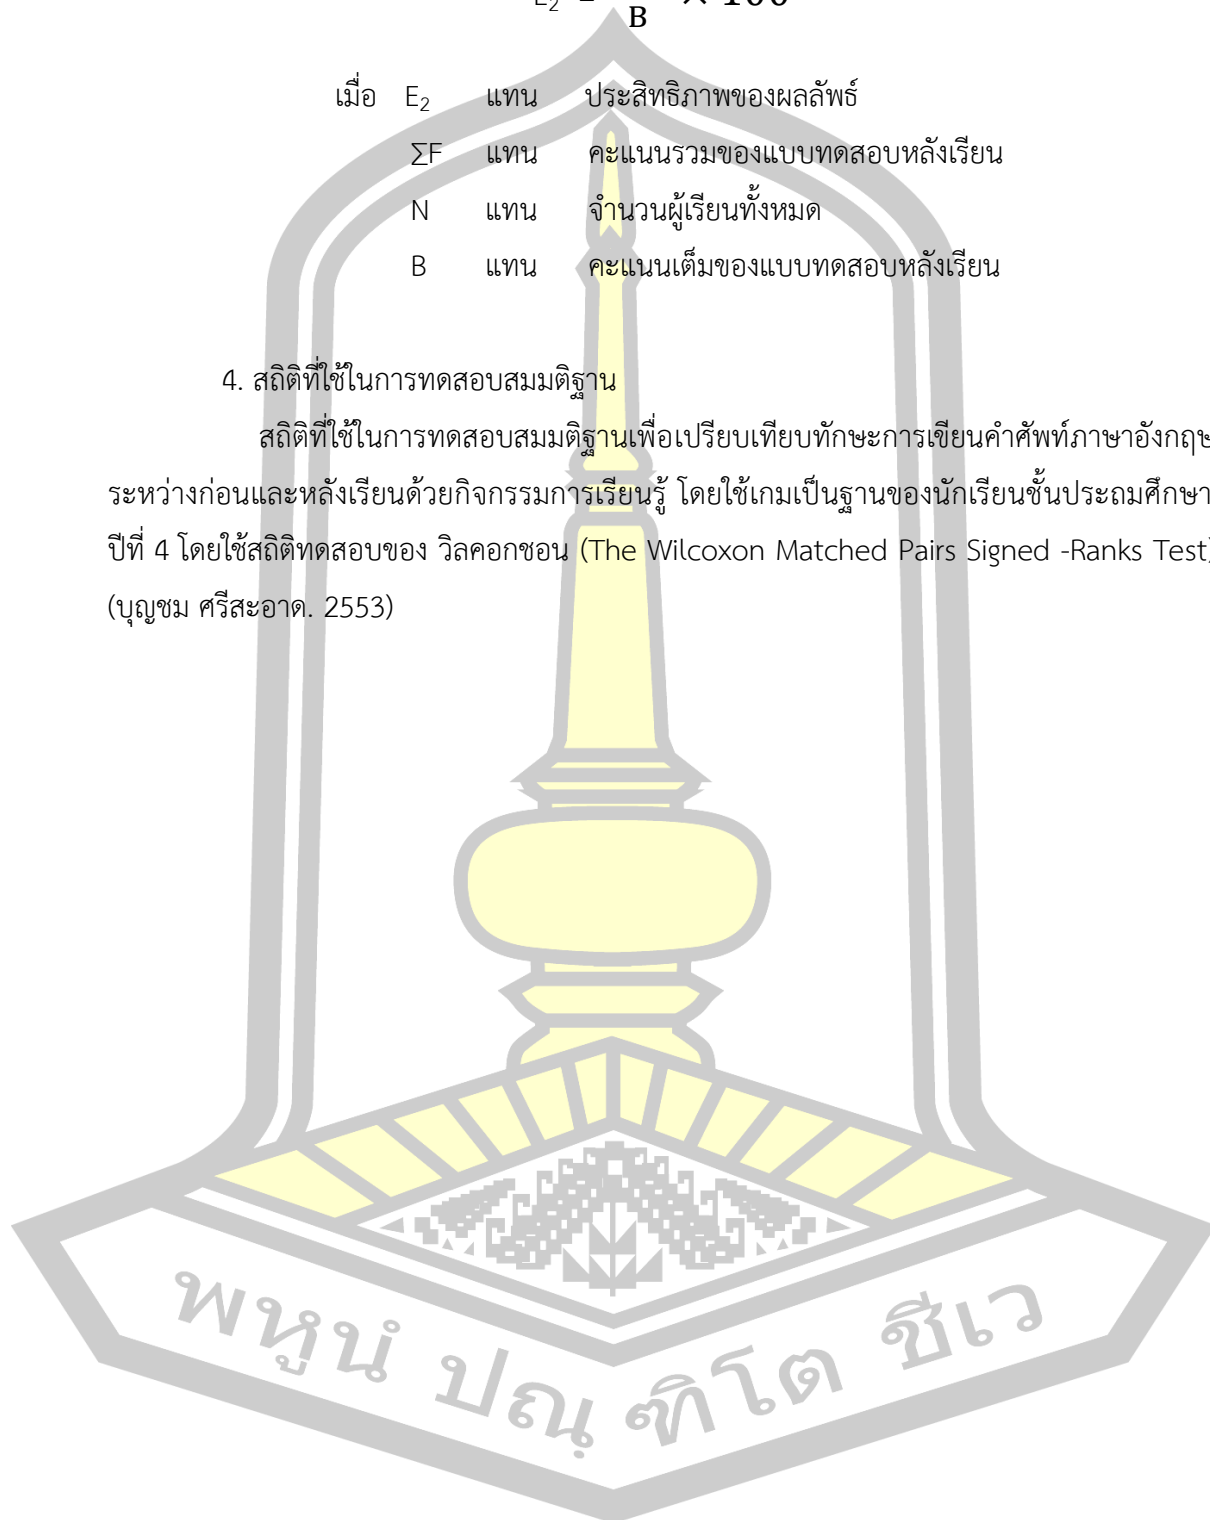 E₂ = B × 100
เมื่อ E₂ แทน ประสิทธิภาพของผลลัพธ์
ΣF แทน คะแนนรวมของแบบทดสอบหลังเรียน
N แทน จำนวนผู้เรียนทั้งหมด
B แทน คะแนนเต็มของแบบทดสอบหลังเรียน
4. สถิติที่ใช้ในการทดสอบสมมติฐาน
สถิติที่ใช้ในการทดสอบสมมติฐานเพื่อเปรียบเทียบทักษะการเขียนคำศัพท์ภาษาอังกฤษ
ระหว่างก่อนและหลังเรียนด้วยกิจกรรมการเรียนรู้ โดยใช้เกมเป็นฐานของนักเรียนชั้นประถมศึกษา
ปีที่ 4 โดยใช้สถิติทดสอบของ วิลคอกชอน (The Wilcoxon Matched Pairs Signed -Ranks Test)
(บุญชม ศรีสะอาด. 2553)
พหูนํ ปณฺฑิโต ชีเว